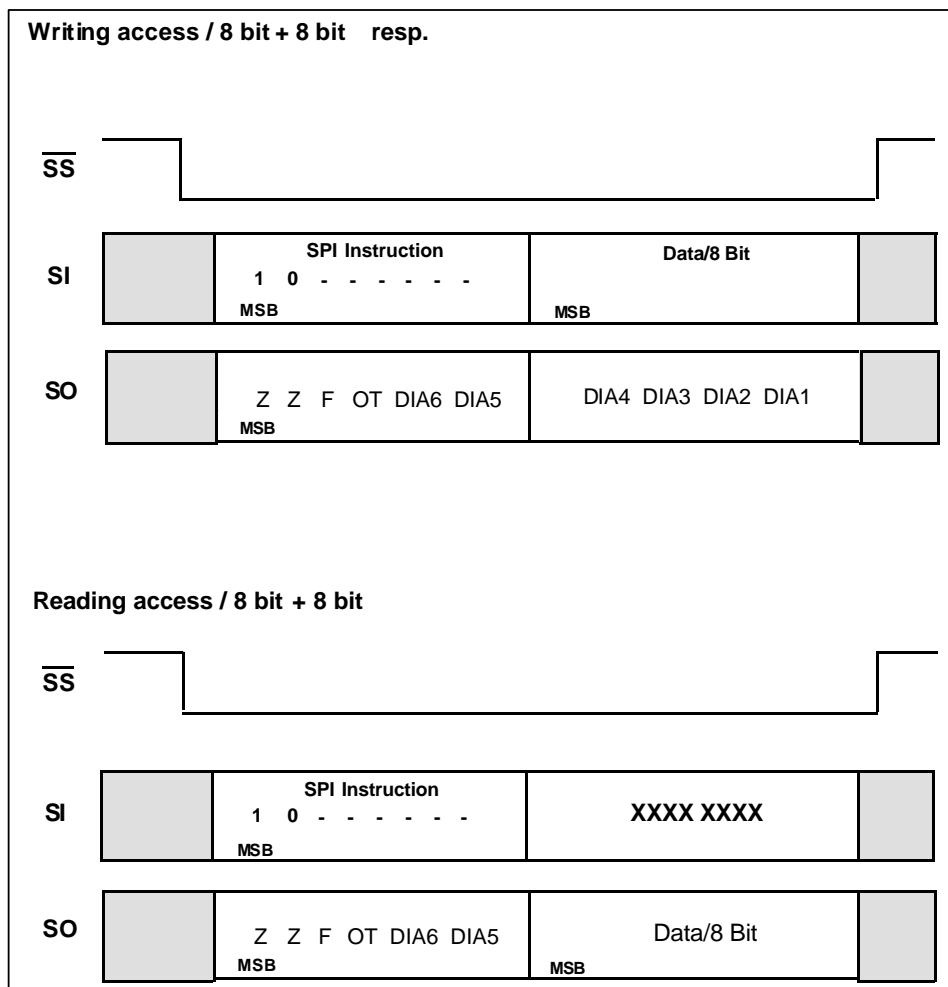 Writing access / 8 bit + 8 bit resp.
SS
SI
SPI Instruction
1 0 - - - - - -
MSB
Data/8 Bit
MSB
SO
Z Z F OT DIA6 DIA5
MSB
DIA4 DIA3 DIA2 DIA1
Reading access / 8 bit + 8 bit
SS
SI
SPI Instruction
1 0 - - - - - -
MSB
XXXX XXXX
SO
Z Z F OT DIA6 DIA5
MSB
Data/8 Bit
MSB